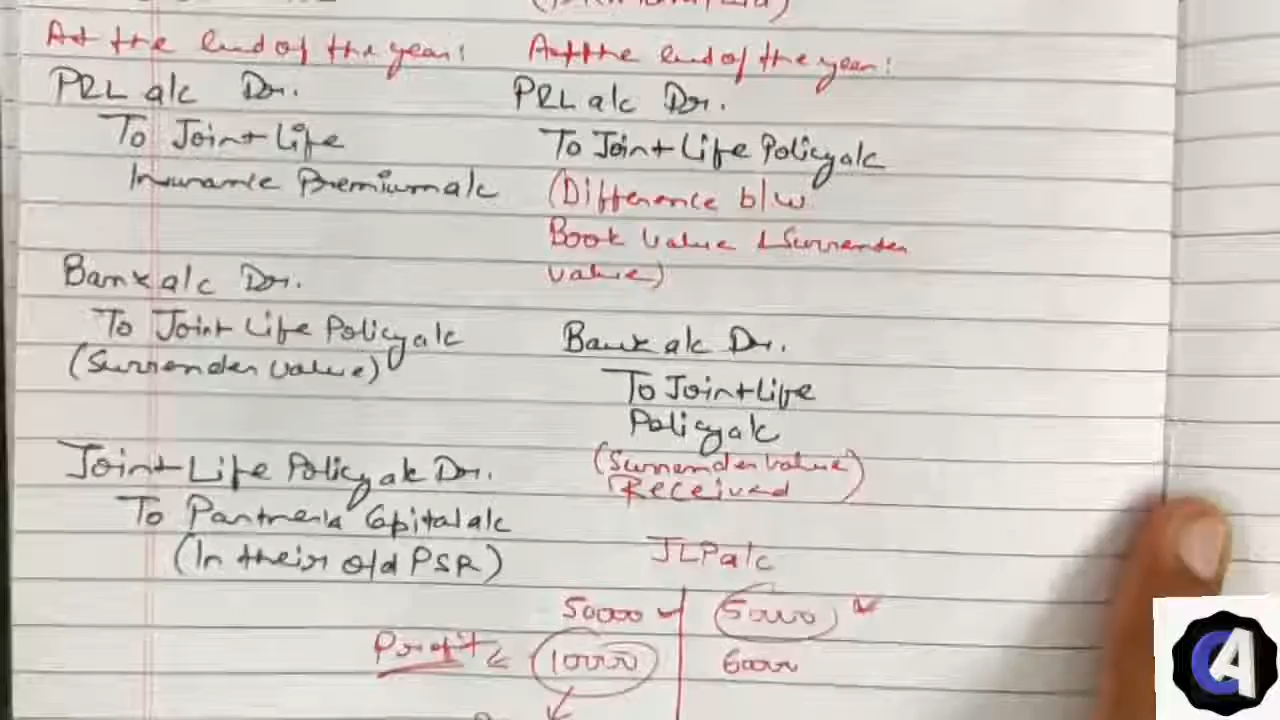 At the end of the year:
P&L a/c Dr.
To Joint Life
Insurance Premium a/c
Bank a/c Dr.
To Joint Life Policy a/c
(Surrender value)
Joint Life Policy a/c Dr.
To Partner's Capital a/c
(In their old PSR)
At the end of the year:
P&L a/c Dr.
To Joint Life Policy a/c
(Difference b/w
Book value & Surrender
value)
Bank a/c Dr.
To Joint Life
Policy a/c
(Surrender value
Received)
JLP a/c
50000
Profit
CA